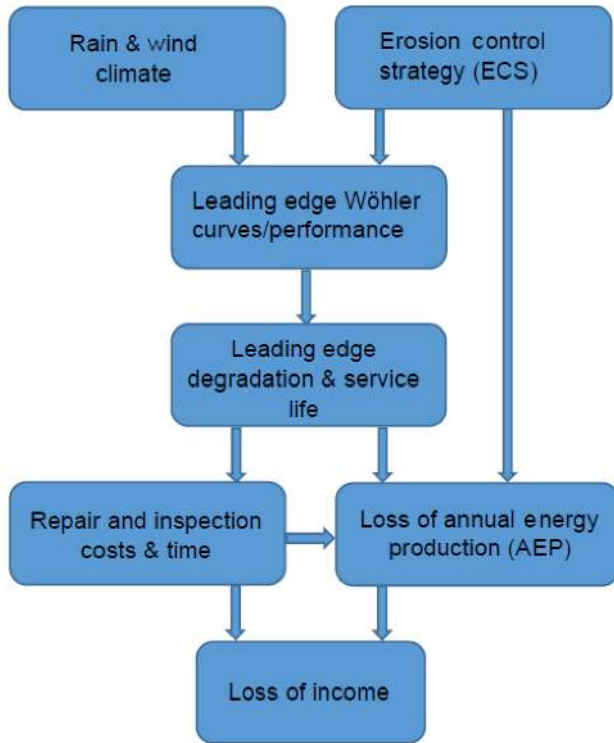 Rain & wind
climate
Erosion control
strategy (ECS)
Leading edge Wöhler
curves/performance
Leading edge
degradation & service
life
Repair and inspection
costs & time
Loss of annual energy
production (AEP)
Loss of income